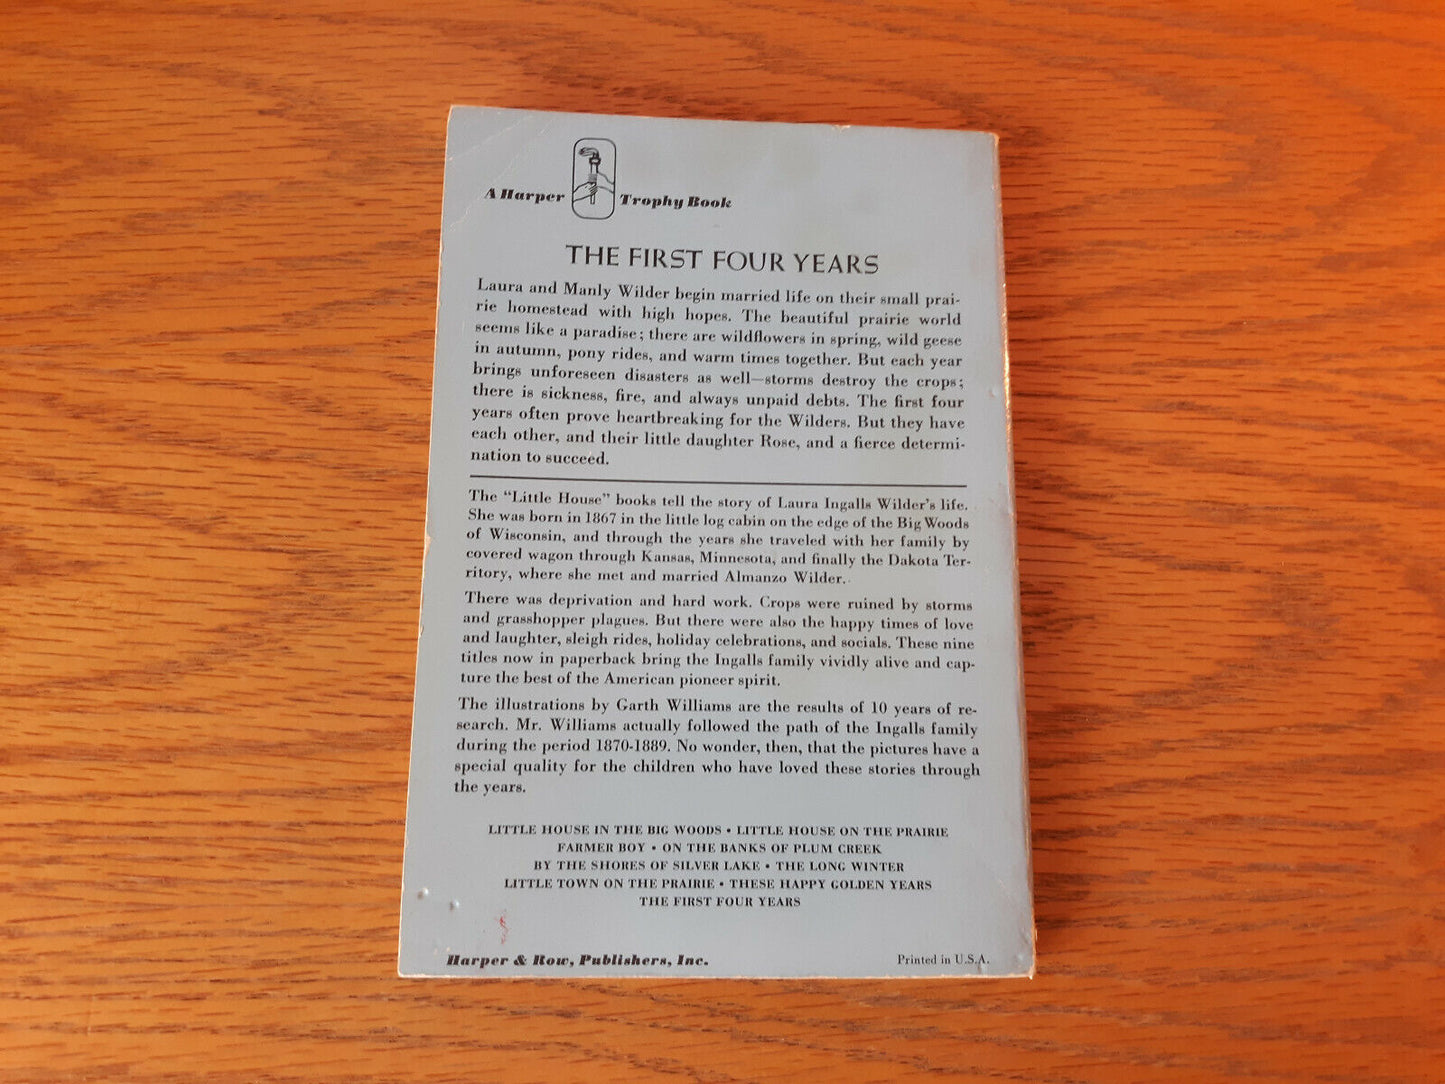 A Harper Trophy Book
THE FIRST FOUR YEARS
Laura and Manly Wilder begin married life on their small prai-
rie homestead with high hopes. The beautiful prairie world
seems like a paradise; there are wildflowers in spring, wild geese
in autumn, pony rides, and warm times together. But each year
brings unforeseen disasters as well—storms destroy the crops;
there is sickness, fire, and always unpaid debts. The first four
years often prove heartbreaking for the Wilders. But they have
each other, and their little daughter Rose, and a fierce determi-
nation to succeed.
The "Little House" books tell the story of Laura Ingalls Wilder's life.
She was born in 1867 in the little log cabin on the edge of the Big Woods
of Wisconsin, and through the years she traveled with her family by
covered wagon through Kansas, Minnesota, and finally the Dakota Ter-
ritory, where she met and married Almanzo Wilder.
There was deprivation and hard work. Crops were ruined by storms
and grasshopper plagues. But there were also the happy times of love
and laughter, sleigh rides, holiday celebrations, and socials. These nine
titles now in paperback bring the Ingalls family vividly alive and cap-
ture the best of the American pioneer spirit.
The illustrations by Garth Williams are the results of 10 years of re-
search. Mr. Williams actually followed the path of the Ingalls family
during the period 1870-1889. No wonder, then, that the pictures have a
special quality for the children who have loved these stories through
the years.
LITTLE HOUSE IN THE BIG WOODS • LITTLE HOUSE ON THE PRAIRIE
FARMER BOY • ON THE BANKS OF PLUM CREEK
BY THE SHORES OF SILVER LAKE • THE LONG WINTER
LITTLE TOWN ON THE PRAIRIE • THESE HAPPY GOLDEN YEARS
THE FIRST FOUR YEARS
Harper & Row, Publishers, Inc.
Printed in U.S.A.